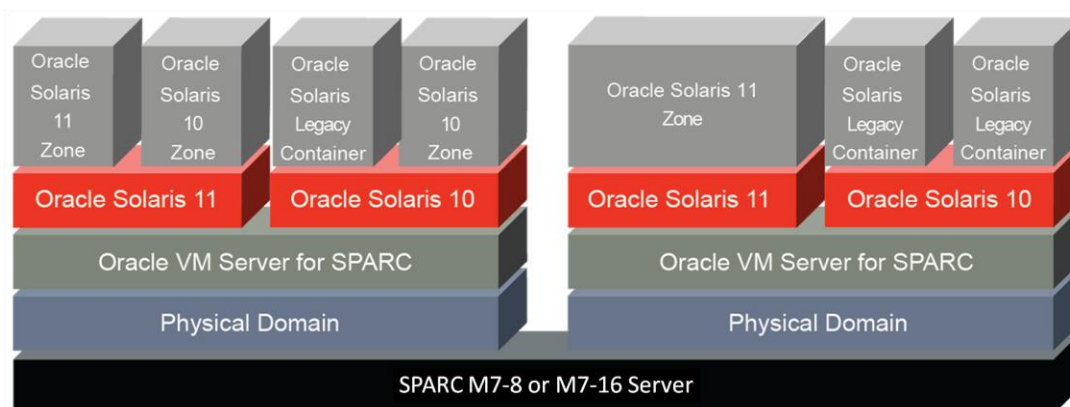 Oracle
Solaris
11
Zone
Oracle
Solaris
10
Zone
Oracle
Solaris
Legacy
Container
Oracle
Solaris
10
Zone
Oracle Solaris 11
Zone
Oracle
Solaris
Legacy
Container
Oracle
Solaris
Legacy
Container
Oracle Solaris 11
Oracle Solaris 10
Oracle Solaris 11
Oracle Solaris 10
Oracle VM Server for SPARC
Oracle VM Server for SPARC
Physical Domain
Physical Domain
SPARC M7-8 or M7-16 Server